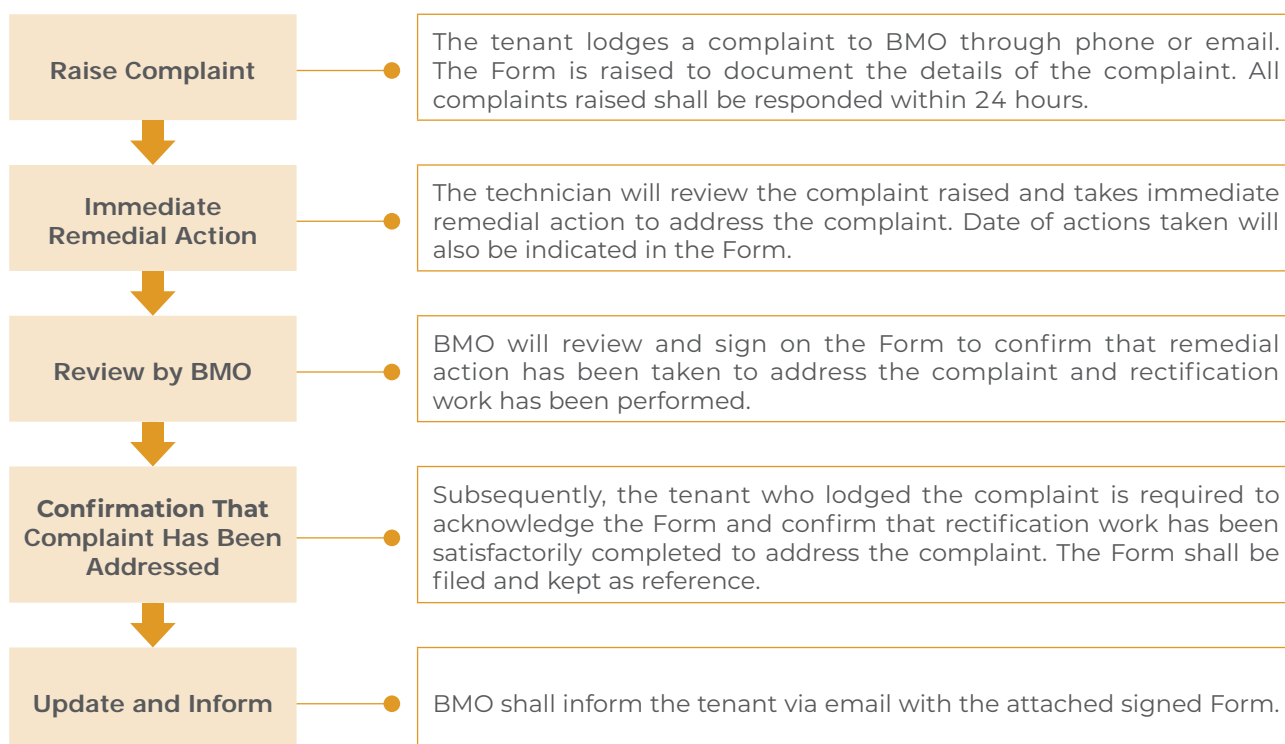 Raise Complaint
The tenant lodges a complaint to BMO through phone or email.
The Form is raised to document the details of the complaint. All
complaints raised shall be responded within 24 hours.
Immediate
Remedial Action
The technician will review the complaint raised and takes immediate
remedial action to address the complaint. Date of actions taken will
also be indicated in the Form.
Review by BMO
BMO will review and sign on the Form to confirm that remedial
action has been taken to address the complaint and rectification
work has been performed.
Confirmation That
Complaint Has Been
Addressed
Subsequently, the tenant who lodged the complaint is required to
acknowledge the Form and confirm that rectification work has been
satisfactorily completed to address the complaint. The Form shall be
filed and kept as reference.
Update and Inform
BMO shall inform the tenant via email with the attached signed Form.